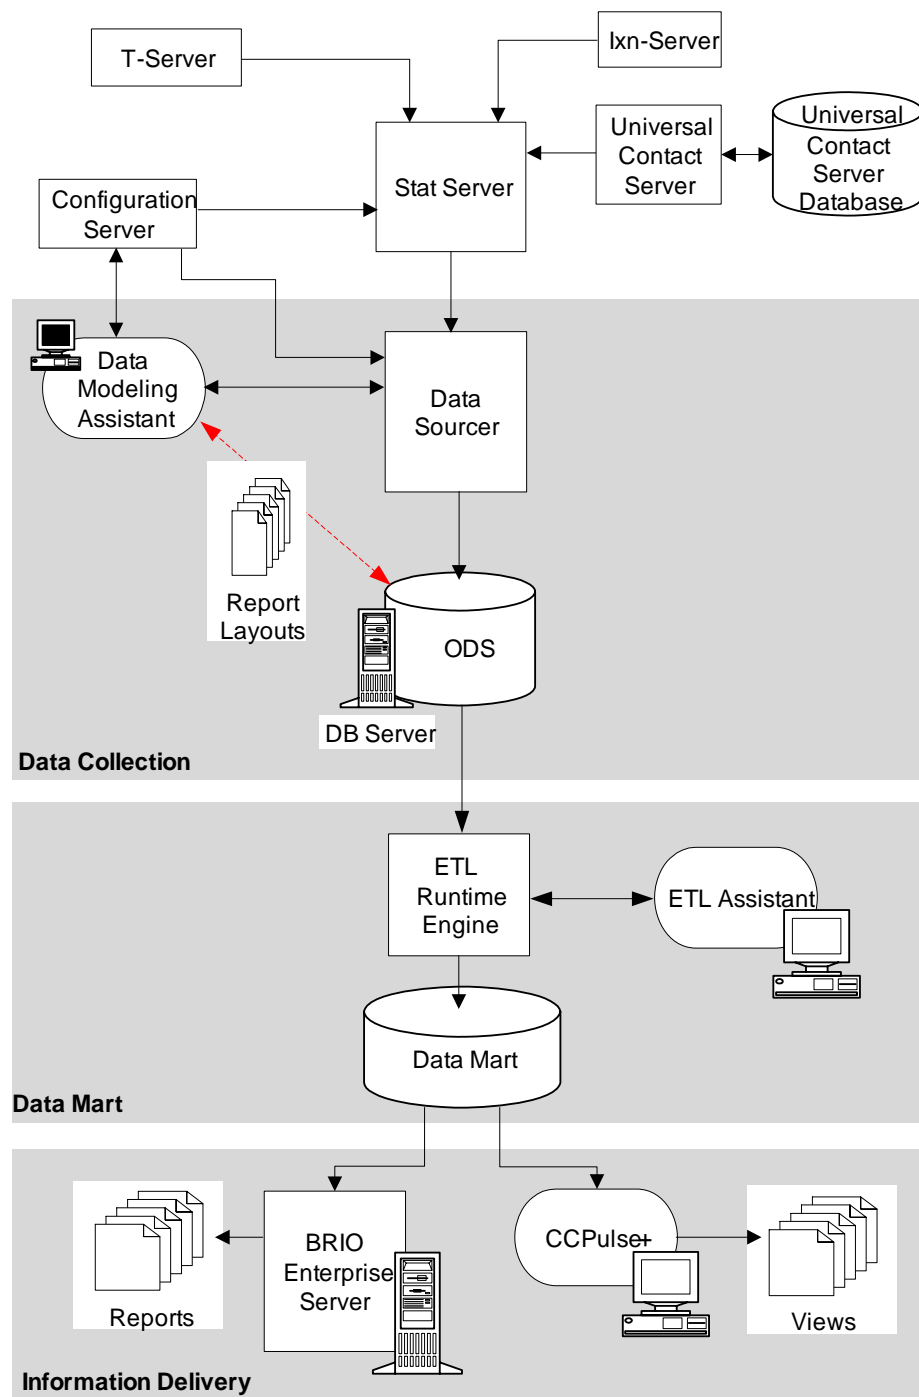 T-Server
Ixn-Server
Stat Server
Universal
Contact
Server
Universal
Contact
Server
Database
Configuration
Server
Data
Modeling
Assistant
Data
Sourcer
Report
Layouts
ODS
DB Server
Data Collection
ETL
Runtime
Engine
ETL Assistant
Data Mart
Data Mart
BRIO
Enterprise
Server
Reports
CCPulse+
Views
Information Delivery